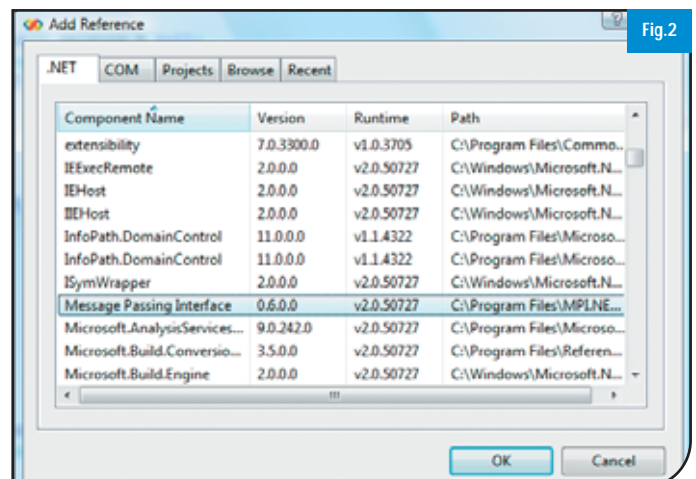 Add Reference
Fig.2
.NET COM Projects Browse Recent
Component Name Version Runtime Path
extensibility 7.0.3300.0 v1.0.3705 C:\Program Files\Commo...
IEExecRemote 2.0.0.0 v2.0.50727 C:\Windows\Microsoft.N...
IEHost 2.0.0.0 v2.0.50727 C:\Windows\Microsoft.N...
IIEHost 2.0.0.0 v2.0.50727 C:\Windows\Microsoft.N...
InfoPath.DomainControl 11.0.0.0 v1.1.4322 C:\Program Files\Microso...
InfoPath.DomainControl 11.0.0.0 v1.1.4322 C:\Program Files\Microso...
ISymWrapper 2.0.0.0 v2.0.50727 C:\Windows\Microsoft.N...
Message Passing Interface 0.6.0.0 v2.0.50727 C:\Program Files\MPI.NE...
Microsoft.AnalysisServices... 9.0.242.0 v2.0.50727 C:\Program Files\Microso...
Microsoft.Build.Conversio... 3.5.0.0 v2.0.50727 C:\Program Files\Referen...
Microsoft.Build.Engine 2.0.0.0 v2.0.50727 C:\Windows\Microsoft.N...
OK Cancel